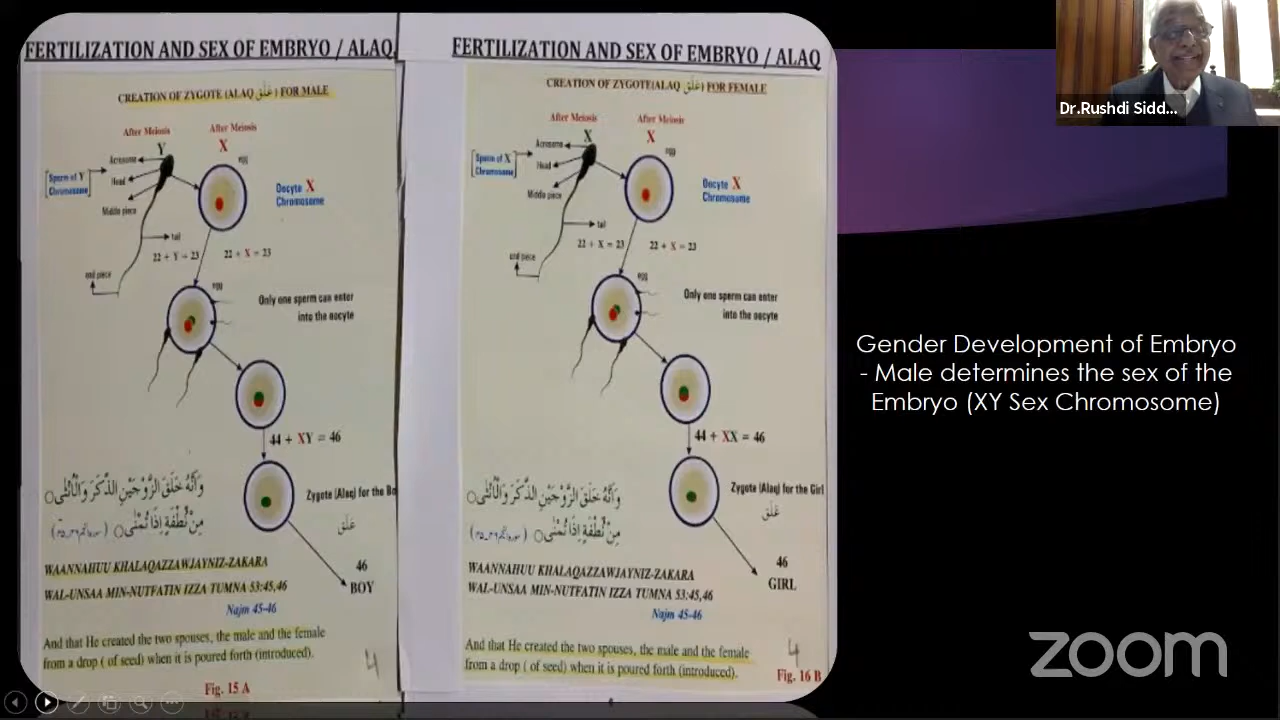 FERTILIZATION AND SEX OF EMBRYO / ALAQ
CREATION OF ZYGOTE (ALAQ عَلَق) FOR MALE
After Meiosis
After Meiosis
Y
X
Acrosome
egg
Sperm of Y
Chromosome
Head
Oocyte X
Chromosome
Middle piece
tail
22 + Y = 23
22 + X = 23
end piece
egg
Only one sperm can enter
into the oocyte
44 + XY = 46
وَأَنَّهُ خَلَقَ الزَّوْجَيْنِ الذَّكَرَ وَالْأُنْثَى
Zygote (Alaq) for the Bo
مِنْ نُطْفَةٍ إِذَا تُمْنَى
عَلَق
46
BOY
WAANNAHUU KHALAQAZZAWJAYNIZ-ZAKARA
WAL-UNSAA MIN-NUTFATIN IZZA TUMNA 53:45,46
Najm 45-46
And that He created the two spouses, the male and the female
from a drop ( of seed) when it is poured forth (introduced).
4
Fig. 15 A
FERTILIZATION AND SEX OF EMBRYO / ALAQ
CREATION OF ZYGOTE(ALAQ عَلَق) FOR FEMALE
After Meiosis
After Meiosis
X
X
Acrosome
egg
Sperm of X
Chromosome
Head
Oocyte X
Chromosome
Middle piece
tail
22 + X = 23
22 + X = 23
end piece
egg
Only one sperm can enter
into the oocyte
44 + XX = 46
وَأَنَّهُ خَلَقَ الزَّوْجَيْنِ الذَّكَرَ وَالْأُنْثَى
Zygote (Alaq) for the Girl
مِنْ نُطْفَةٍ إِذَا تُمْنَى
عَلَق
46
GIRL
WAANNAHUU KHALAQAZZAWJAYNIZ-ZAKARA
WAL-UNSAA MIN-NUTFATIN IZZA TUMNA 53:45,46
Najm 45-46
And that He created the two spouses, the male and the female
from a drop ( of seed) when it is poured forth (introduced).
4
Fig. 16 B
Dr.Rushdi Sidd...
Gender Development of Embryo
- Male determines the sex of the
Embryo (XY Sex Chromosome)
zoom